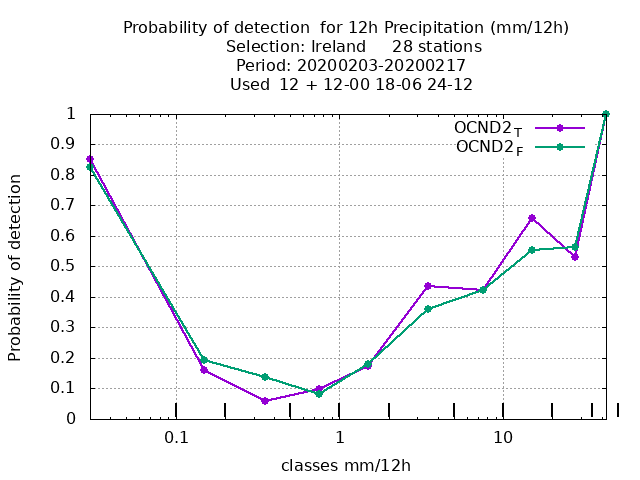 Probability of detection  for 12h Precipitation (mm/12h)
Selection: Ireland     28 stations
Period: 20200203-20200217
Used  12 + 12-00 18-06 24-12
1
0.9
0.8
0.7
0.6
0.5
0.4
0.3
0.2
0.1
0
Probability of detection
OCND2T
OCND2F
0.1
1
10
classes mm/12h